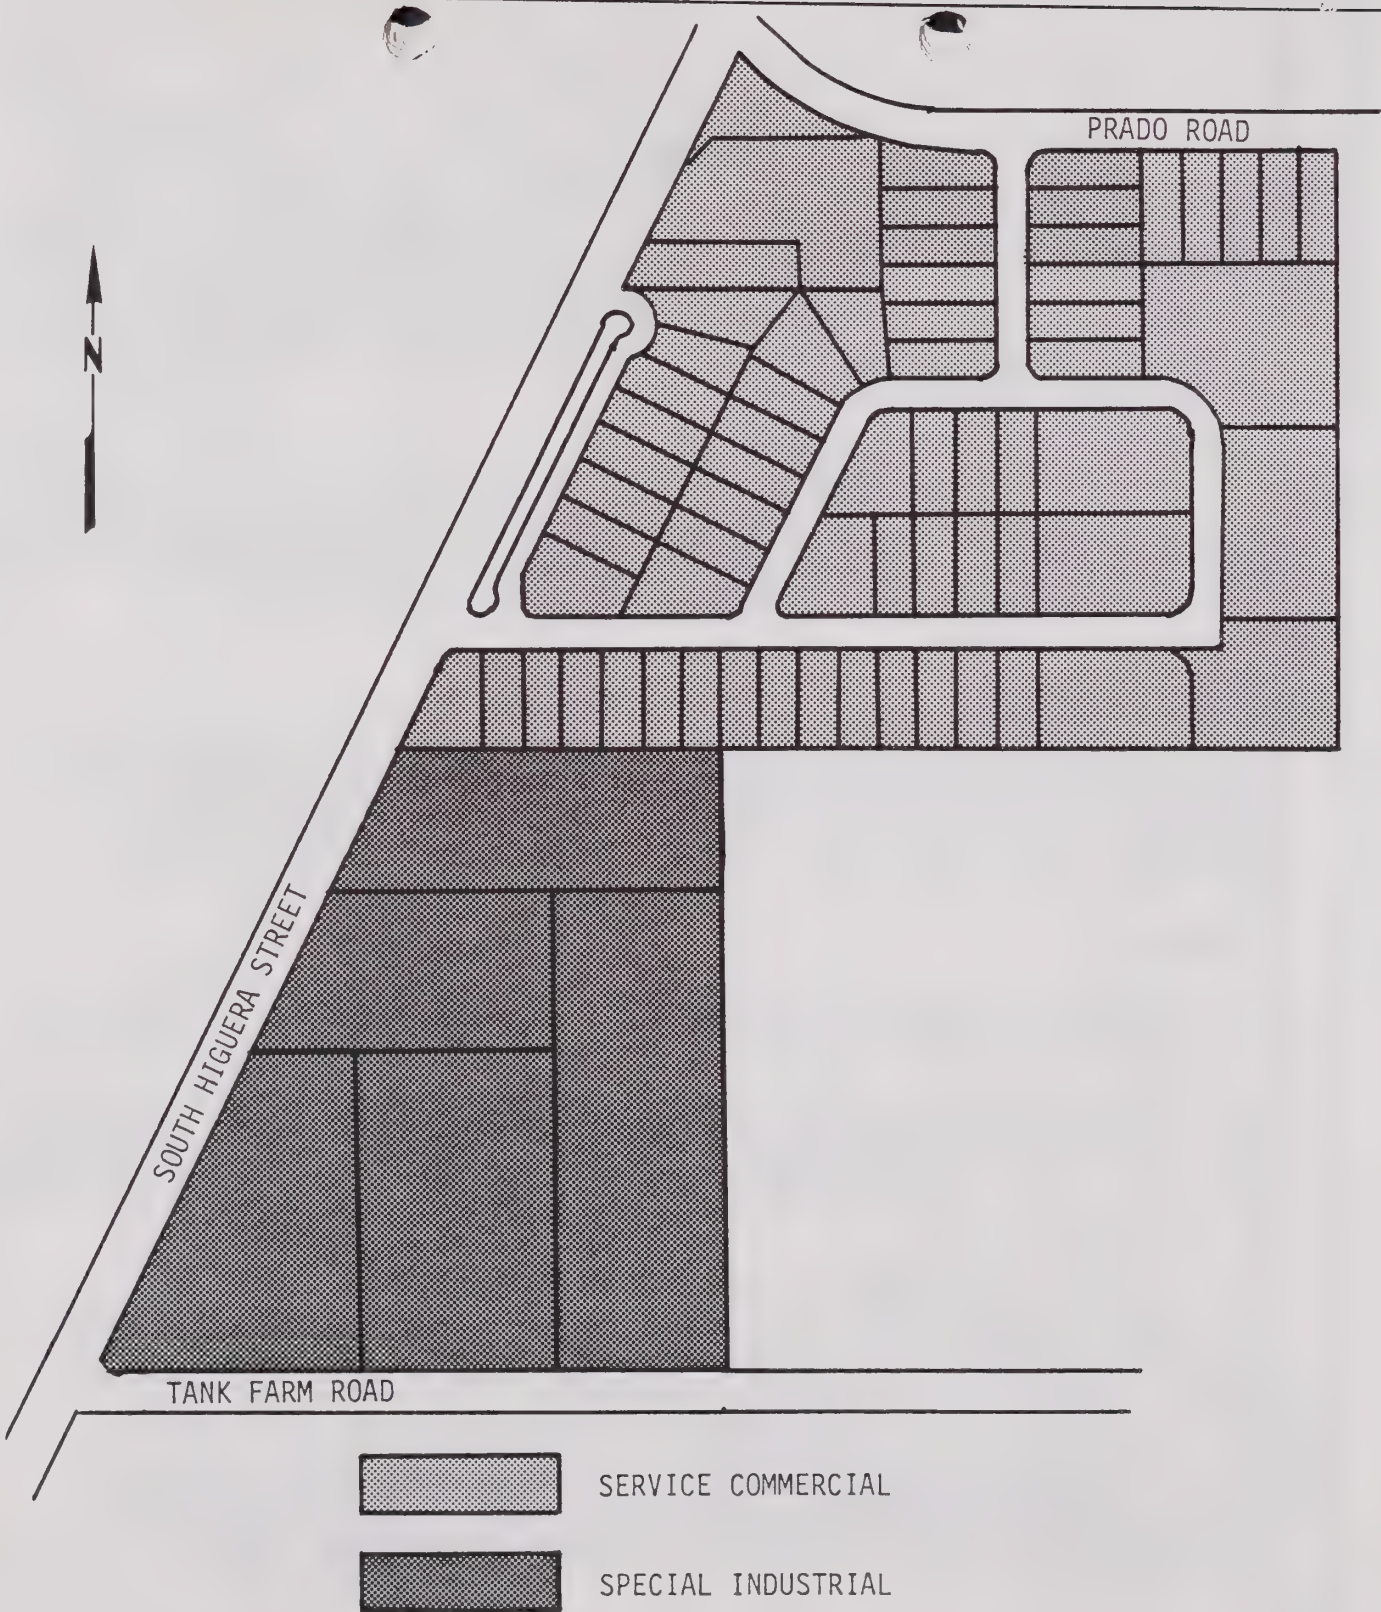 PRADO ROAD
N
SOUTH HIGUERA STREET
TANK FARM ROAD
SERVICE COMMERCIAL
SPECIAL INDUSTRIAL